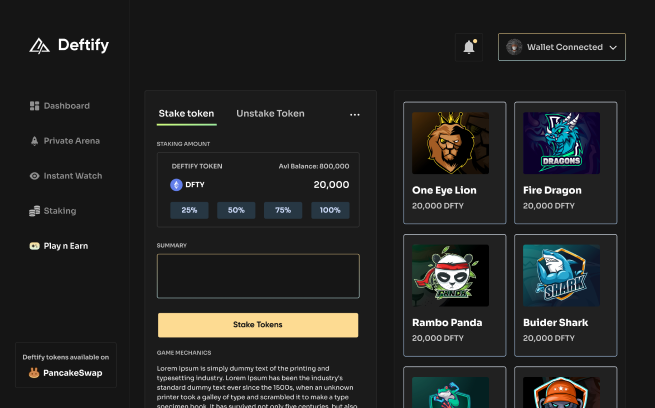 Deftify
Wallet Connected
Dashboard
Private Arena
Instant Watch
Staking
Play n Earn
Deftify tokens available on
PancakeSwap
Stake token
Unstake Token
STAKING AMOUNT
DEFTIFY TOKEN
Avl Balance: 800,000
DFTY
20,000
25%
50%
75%
100%
SUMMARY
Stake Tokens
GAME MECHANICS
Lorem Ipsum is simply dummy text of the printing and
typesetting industry. Lorem Ipsum has been the industry's
standard dummy text ever since the 1500s, when an unknown
printer took a galley of type and scrambled it to make a type
specimen book. It has survived not only five centuries, but also
One Eye Lion
20,000 DFTY
DRAGONS
Fire Dragon
20,000 DFTY
PANDA
Rambo Panda
20,000 DFTY
SHARK
Buider Shark
20,000 DFTY